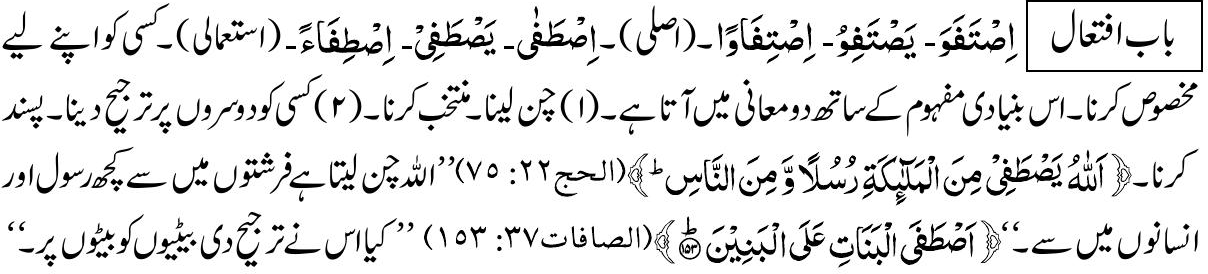 باب افتعال اِصْتَفَوَ۔ یَصْتَفِوُ۔ اِصْتِفَاوًا۔ (اصلی)۔ اِصْطَفٰی۔ یَصْطَفِیْ۔ اِصْطِفَاءً۔ (استعمالی)۔ کسی کو اپنے لیے
مخصوص کرنا۔ اس بنیادی مفہوم کے ساتھ دو معانی میں آتا ہے۔ (۱) چن لینا۔ منتخب کرنا۔ (۲) کسی کو دوسروں پر ترجیح دینا۔ پسند
کرنا۔ ﴿اَللّٰهُ يَصْطَفِيْ مِنَ الْمَلٰٓئِكَةِ رُسُلًا وَّ مِنَ النَّاسِ ؕ﴾ (الحج ۲۲: ۷۵) ’’اللہ چن لیتا ہے فرشتوں میں سے کچھ رسول اور
انسانوں میں سے۔‘‘ ﴿اَصْطَفَى الْبَنَاتِ عَلَى الْبَنِيْنَ ؕ۝۱۵۳﴾ (الصافات ۳۷: ۱۵۳) ’’کیا اس نے ترجیح دی بیٹیوں کو بیٹوں پر۔‘‘